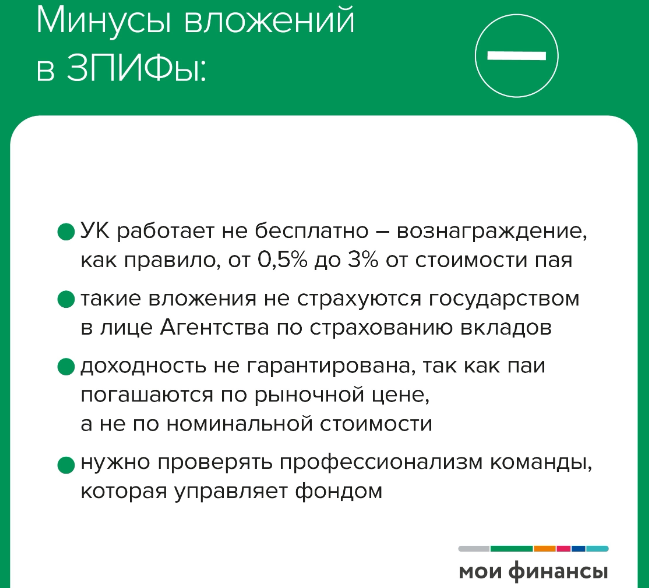 Минусы вложений
в ЗПИФы:
УК работает не бесплатно – вознаграждение,
как правило, от 0,5% до 3% от стоимости пая
такие вложения не страхуются государством
в лице Агентства по страхованию вкладов
доходность не гарантирована, так как паи
погашаются по рыночной цене,
а не по номинальной стоимости
нужно проверять профессионализм команды,
которая управляет фондом
мои финансы